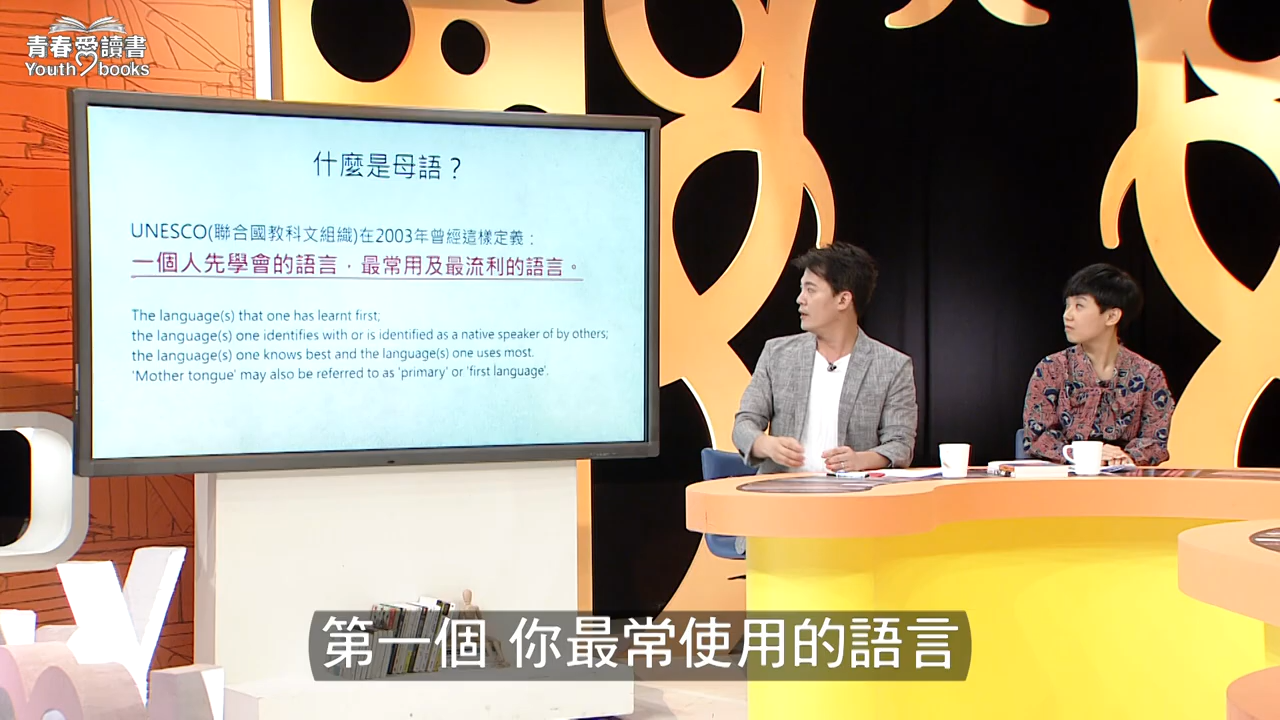 青春愛讀書
Youth books
什麼是母語？
UNESCO(聯合國教科文組織)在2003年曾經這樣定義：
一個人先學會的語言，最常用及最流利的語言。
The language(s) that one has learnt first;
the language(s) one identifies with or is identified as a native speaker of by others;
the language(s) one knows best and the language(s) one uses most.
'Mother tongue' may also be referred to as 'primary' or 'first language'.
第一個 你最常使用的語言